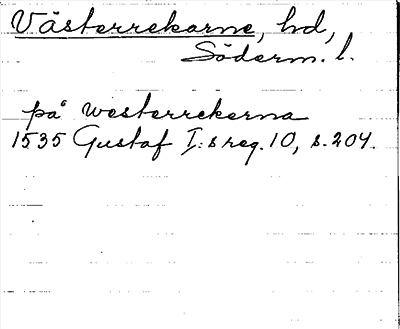 Västerrekarne, hd,
Söderm. l.
på westerrekerna
1535 Gustaf I:s reg. 10, s. 204.